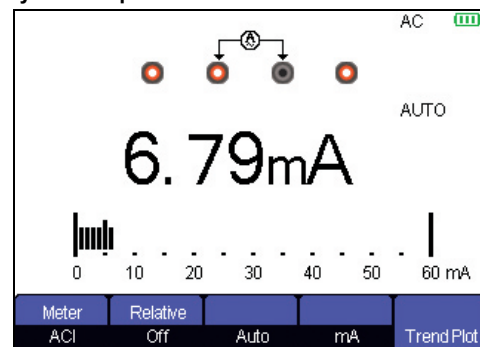 AC
A
AUTO
6.79mA
0 10 20 30 40 50 60 mA
Meter Relative
ACI Off Auto mA Trend Plot